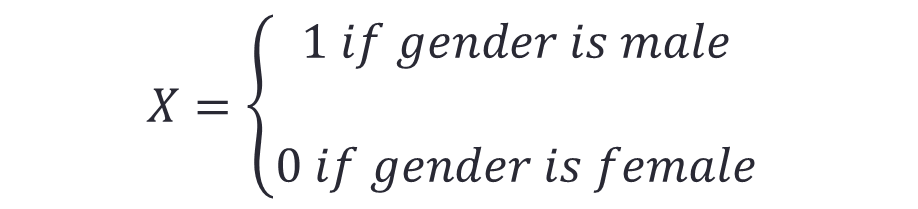 1 if gender is male
X =
0 if gender is female